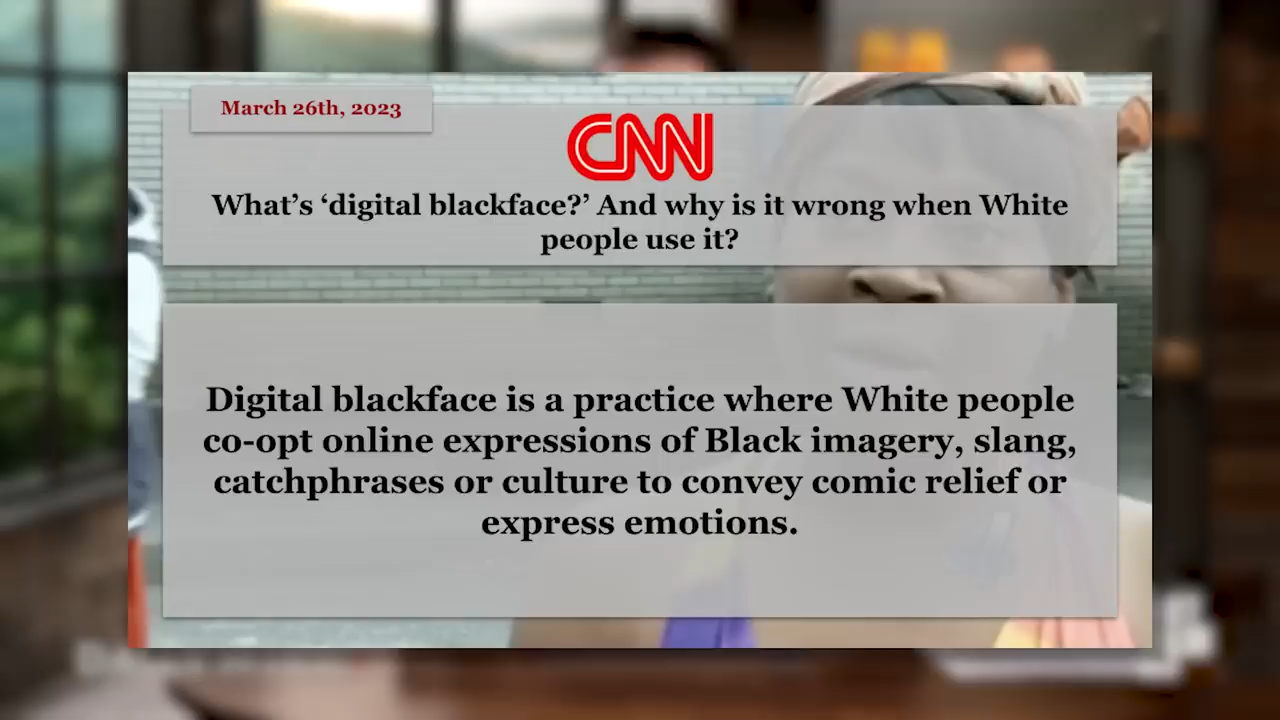 March 26th, 2023
CNN
What's ‘digital blackface?’ And why is it wrong when White
people use it?
Digital blackface is a practice where White people
co-opt online expressions of Black imagery, slang,
catchphrases or culture to convey comic relief or
express emotions.